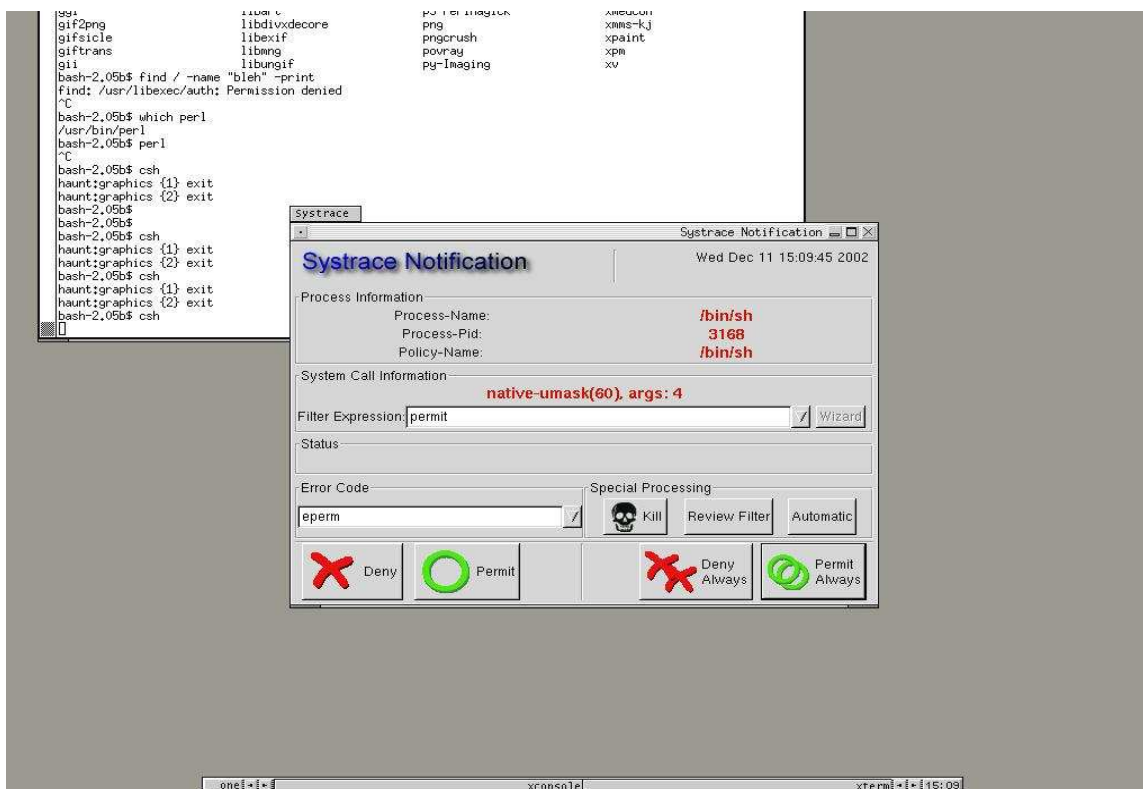 ggi libart p5-PerlMagick xmedcon
gif2png libdivxdecore png xmms-kj
gifsicle libexif pngcrush xpaint
giftrans libmng povray xpm
gii libungif py-Imaging xv
bash-2.05b$ find / -name "bleh" -print
find: /usr/libexec/auth: Permission denied
^C
bash-2.05b$ which perl
/usr/bin/perl
bash-2.05b$ perl
^C
bash-2.05b$ csh
haunt:graphics {1} exit
haunt:graphics {2} exit
bash-2.05b$
bash-2.05b$
bash-2.05b$ csh
haunt:graphics {1} exit
haunt:graphics {2} exit
bash-2.05b$ csh
haunt:graphics {1} exit
haunt:graphics {2} exit
bash-2.05b$ csh
Systrace
Systrace Notification
Systrace Notification
Wed Dec 11 15:09:45 2002
Process Information
Process-Name: /bin/sh
Process-Pid: 3168
Policy-Name: /bin/sh
System Call Information
native-umask(60), args: 4
Filter Expression: permit Wizard
Status
Error Code
eperm
Special Processing
Kill Review Filter Automatic
Deny Permit Deny Always Permit Always
one xconsole xterm 15:09